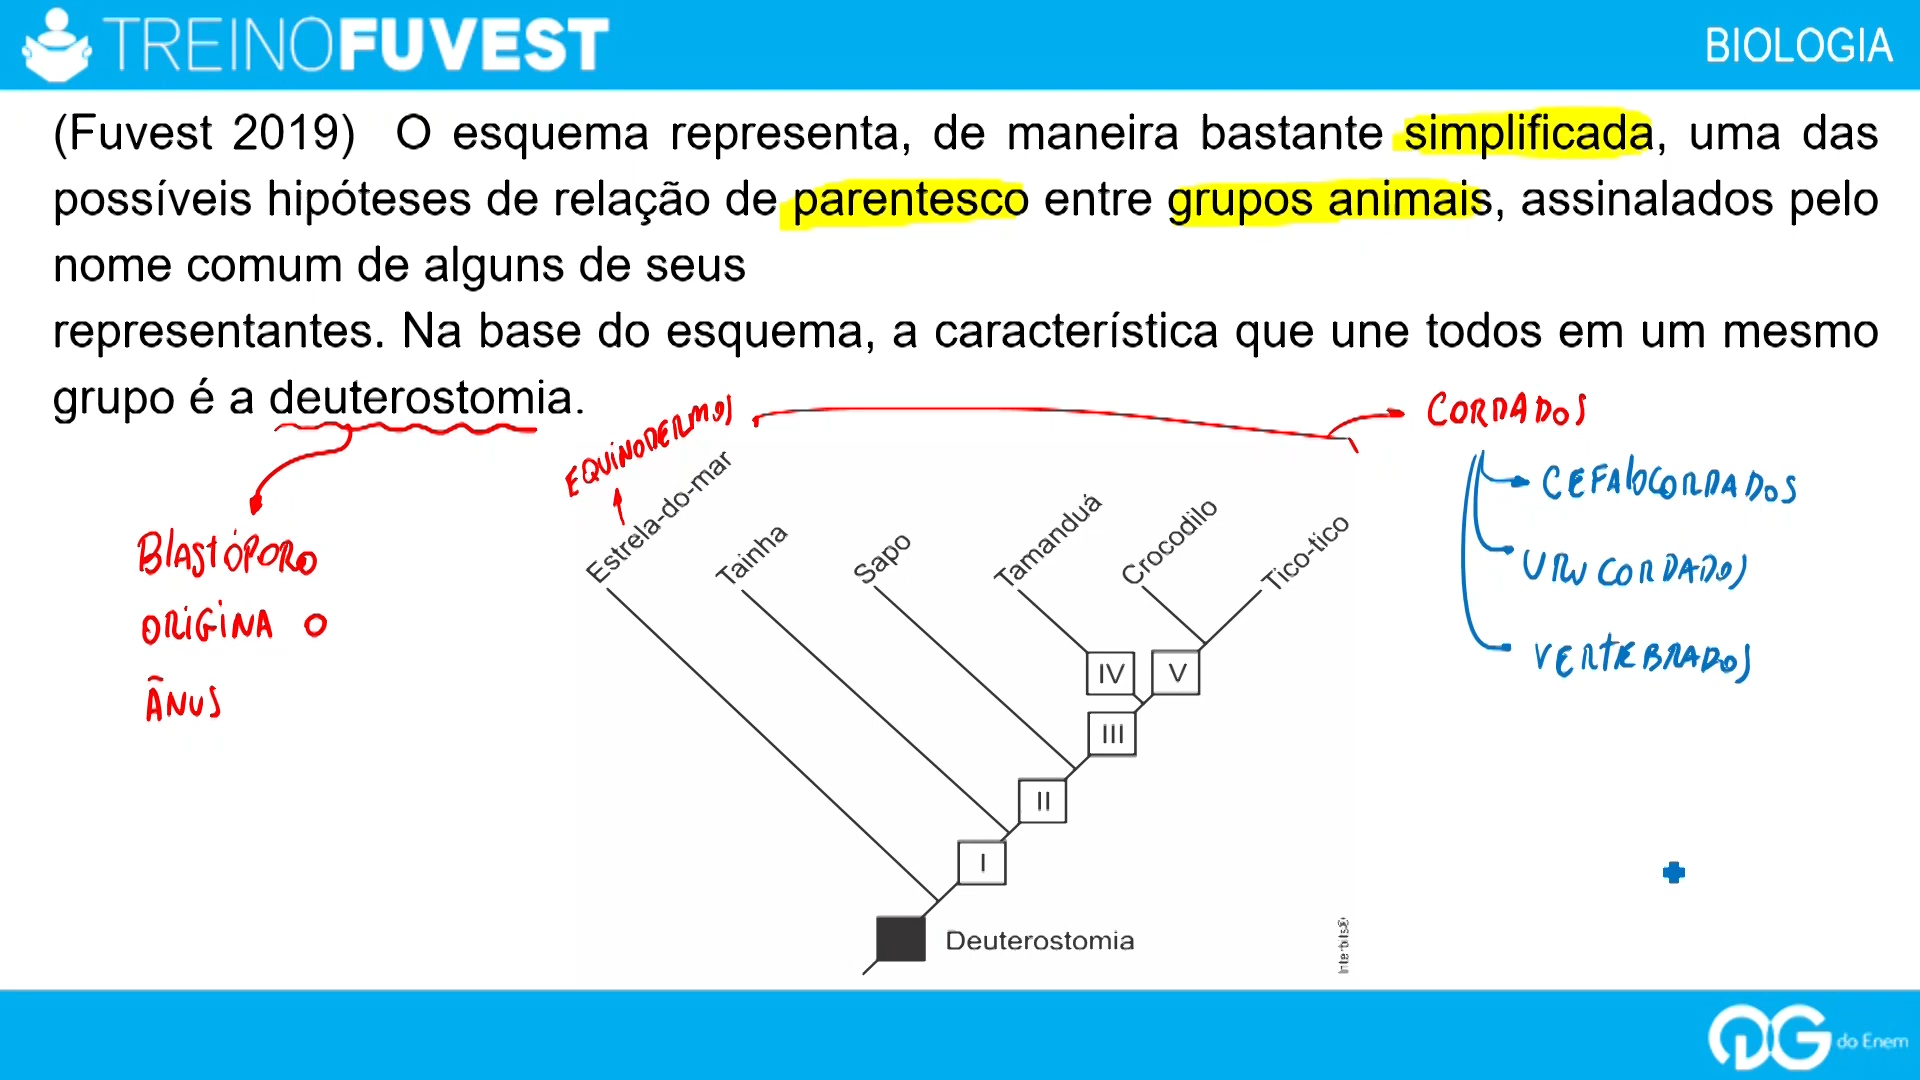 TREINOFUVEST
BIOLOGIA
(Fuvest 2019) O esquema representa, de maneira bastante simplificada, uma das
possíveis hipóteses de relação de parentesco entre grupos animais, assinalados pelo
nome comum de alguns de seus
representantes. Na base do esquema, a característica que une todos em um mesmo
grupo é a deuterostomia.
EQUINODERMOS
CORDADOS
CEFALOCORDADOS
UROCORDADOS
VERTEBRADOS
BLASTÓPORO
ORIGINA O
ÂNUS
Estrela-do-mar
Tainha
Sapo
Tamanduá
Crocodilo
Tico-tico
IV
V
III
II
I
Deuterostomia
Interbits®
QG do Enem